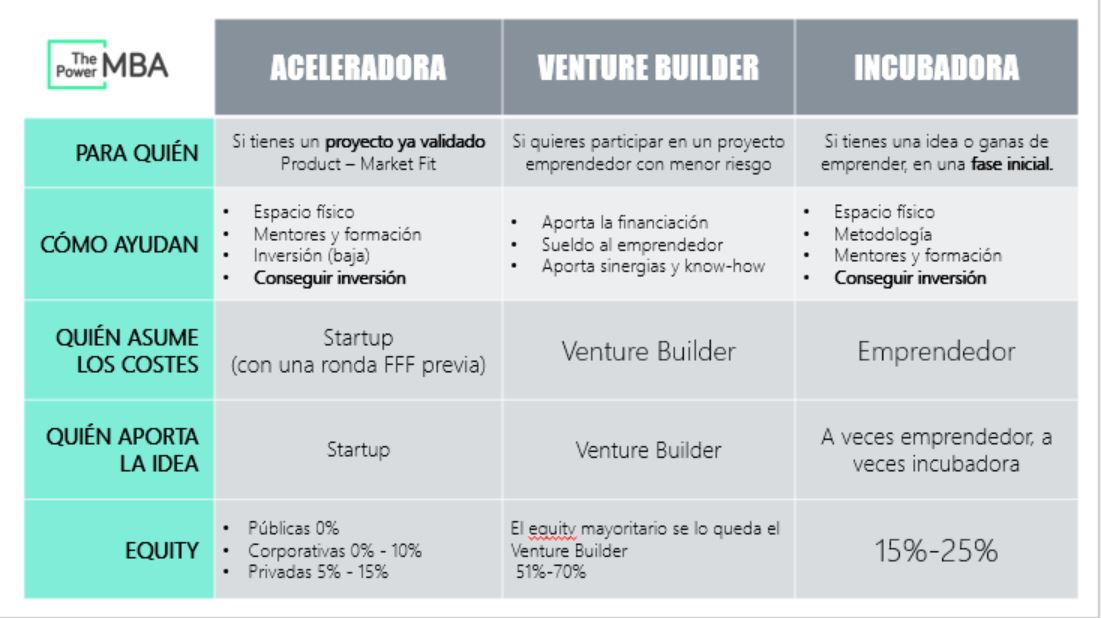 The
Power MBA
ACELERADORA
VENTURE BUILDER
INCUBADORA
PARA QUIÉN
Si tienes un proyecto ya validado
Product – Market Fit
Si quieres participar en un proyecto
emprendedor con menor riesgo
Si tienes una idea o ganas de
emprender, en una fase inicial.
CÓMO AYUDAN
• Espacio físico
• Mentores y formación
• Inversión (baja)
• Conseguir inversión
• Aporta la financiación
• Sueldo al emprendedor
• Aporta sinergias y know-how
• Espacio físico
• Metodología
• Mentores y formación
• Conseguir inversión
QUIÉN ASUME
LOS COSTES
Startup
(con una ronda FFF previa)
Venture Builder
Emprendedor
QUIÉN APORTA
LA IDEA
Startup
Venture Builder
A veces emprendedor, a
veces incubadora
EQUITY
• Públicas 0%
• Corporativas 0% - 10%
• Privadas 5% - 15%
El equity mayoritario se lo queda el
Venture Builder
51%-70%
15%-25%